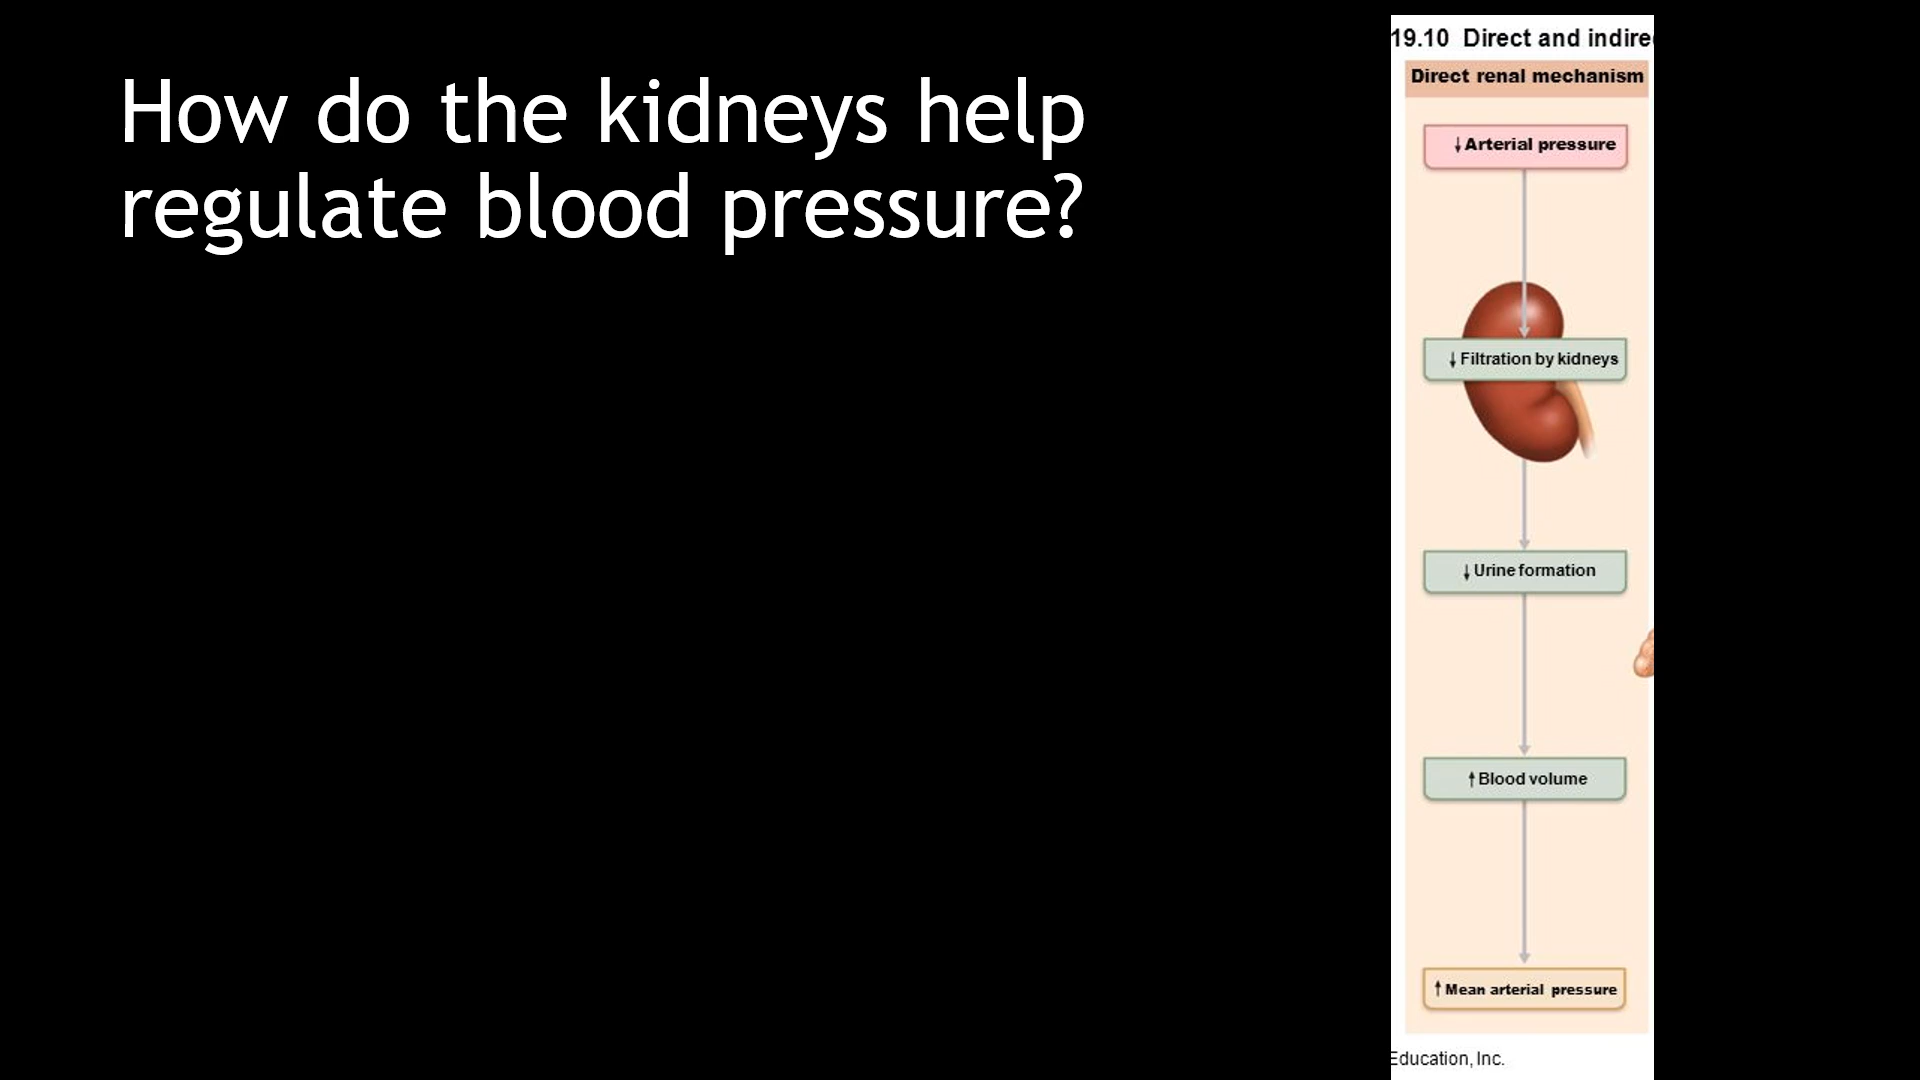 How do the kidneys help
regulate blood pressure?
19.10 Direct and indire
Direct renal mechanism
↓Arterial pressure
↓Filtration by kidneys
↓Urine formation
↑Blood volume
↑Mean arterial pressure
Education, Inc.